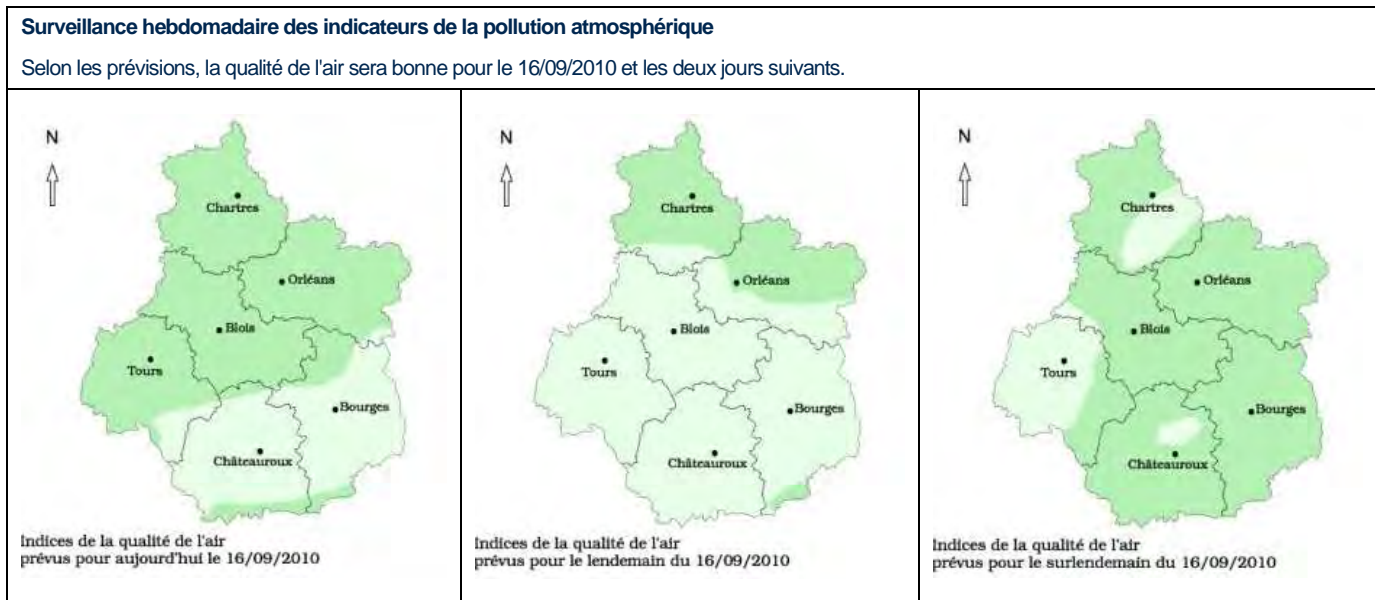 Surveillance hebdomadaire des indicateurs de la pollution atmosphérique
Selon les prévisions, la qualité de l'air sera bonne pour le 16/09/2010 et les deux jours suivants.
N
Chartres
Orléans
Blois
Tours
Bourges
Châteauroux
Indices de la qualité de l'air
prévus pour aujourd'hui le 16/09/2010
N
Chartres
Orléans
Blois
Tours
Bourges
Châteauroux
Indices de la qualité de l'air
prévus pour le lendemain du 16/09/2010
N
Chartres
Orléans
Blois
Tours
Bourges
Châteauroux
Indices de la qualité de l'air
prévus pour le surlendemain du 16/09/2010